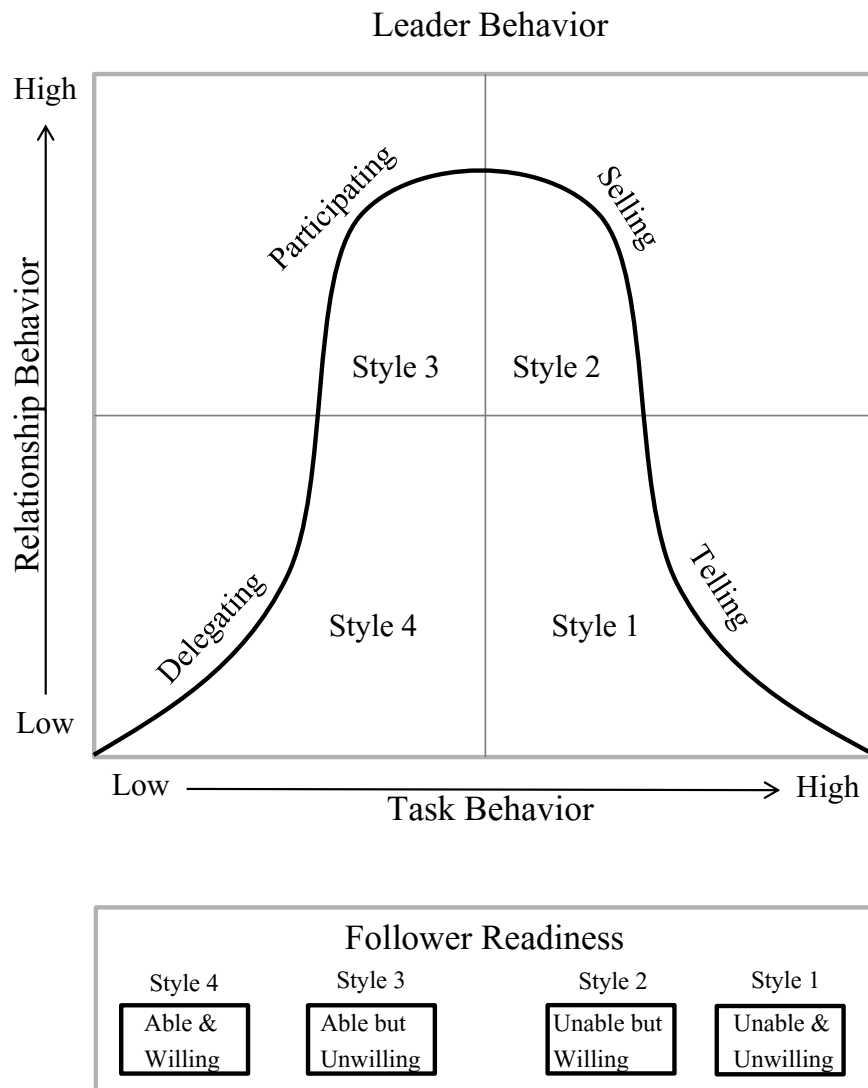 Leader Behavior
High
Participating
Selling
Relationship Behavior
Style 3
Style 2
Delegating
Telling
Style 4
Style 1
Low
Low
High
Task Behavior
Follower Readiness
Style 4
Style 3
Style 2
Style 1
Able &
Willing
Able but
Unwilling
Unable but
Willing
Unable &
Unwilling